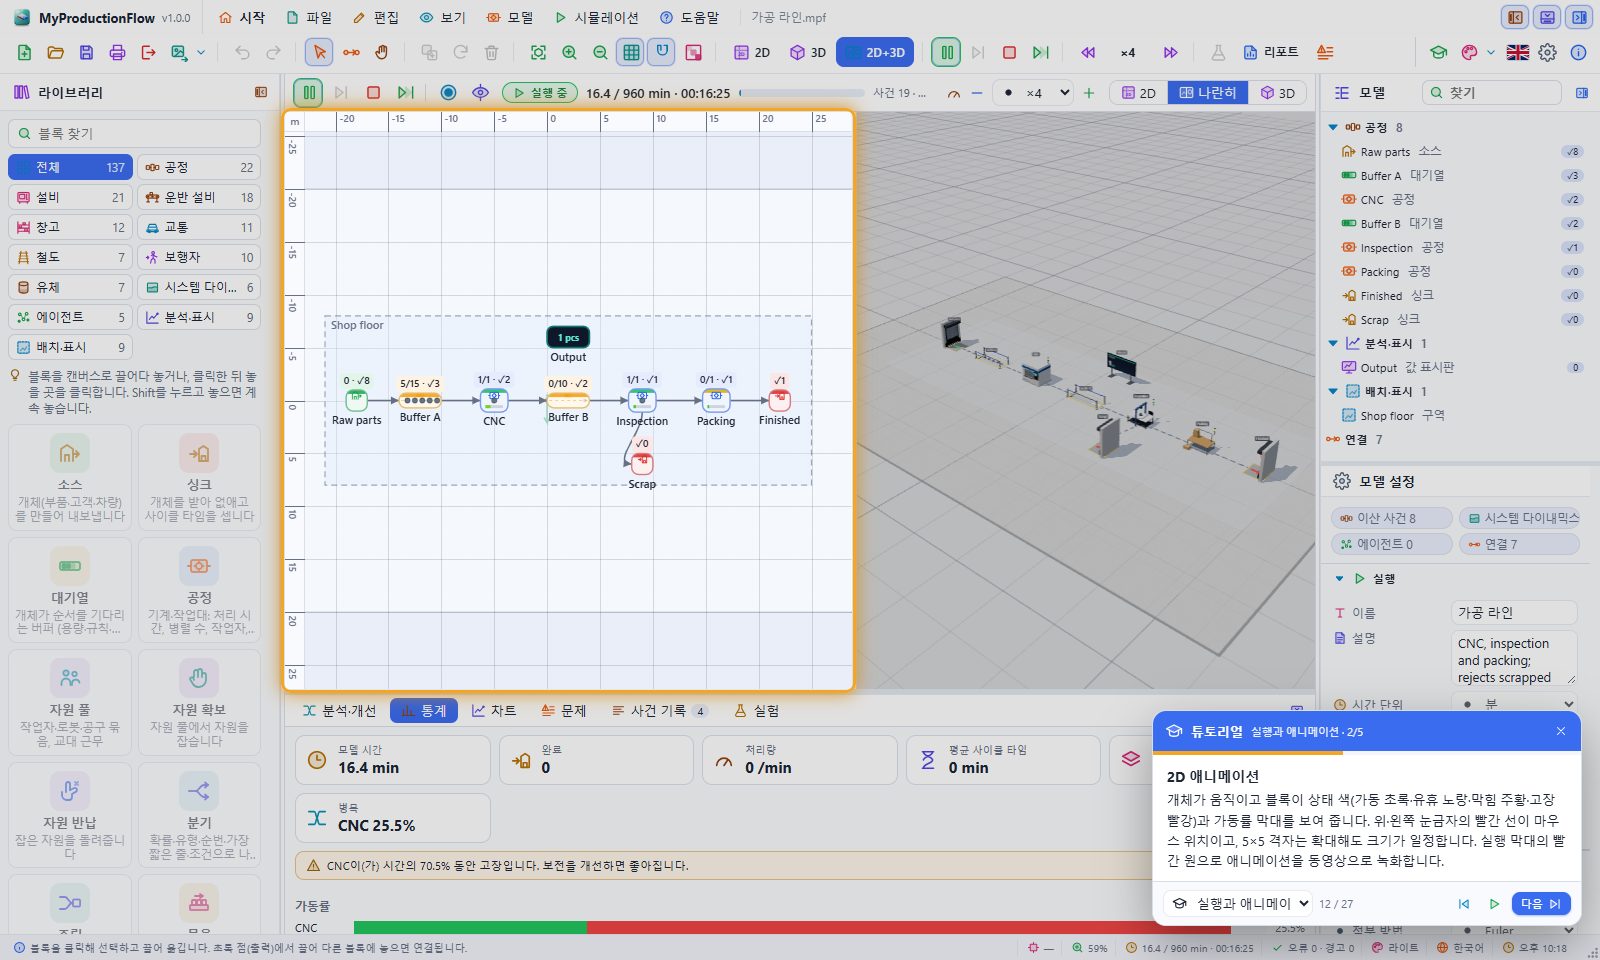 MyProductionFlow v1.0.0 시작 파일 편집 보기 모델 시뮬레이션 도움말 가공 라인.mpf
2D 3D 2D+3D ×4 리포트
라이브러리
블록 찾기
전체 137
공정 22
설비 21
운반 설비 18
창고 12
교통 11
철도 7
보행자 10
유체 7
시스템 다이... 6
에이전트 5
분석·표시 9
배치·표시 9
블록을 캔버스로 끌어다 놓거나, 클릭한 뒤 놓
을 곳을 클릭합니다. Shift를 누르고 놓으면 계
속 놓습니다.
소스
개체(부품·고객·차량)
를 만들어 내보냅니다
싱크
개체를 받아 없애고
사이클 타임을 셉니다
대기열
개체가 순서를 기다리
는 버퍼 (용량·규칙·...
공정
기계·작업대: 처리 시
간, 병렬 수, 작업자,..
자원 풀
작업자·로봇·공구 묶
음, 교대 근무
자원 확보
자원 풀에서 자원을
잡습니다
자원 반납
잡은 자원을 돌려줍니
다
분기
확률·유형·순번·가장
짧은 줄·조건으로 나..
실행 중 16.4 / 960 min · 00:16:25 사건 19 · ... ×4 2D 나란히 3D
m -20 -15 -10 -5 0 5 10 15 20 25
-25
-20
-15
-10
-5
0
5
10
15
20
25
Shop floor
1 pcs
Output
0 · ✓8
Raw parts
5/15 · ✓3
Buffer A
1/1 · ✓2
CNC
0/10 · ✓2
Buffer B
1/1 · ✓1
Inspection
0/1 · ✓1
Packing
✓1
Finished
✓0
Scrap
분석·개선 통계 차트 문제 사건 기록 4 실험
모델 시간
16.4 min
완료
0
처리량
0 /min
평균 사이클 타임
0 min
병목
CNC 25.5%
CNC이(가) 시간의 70.5% 동안 고장입니다. 보전을 개선하면 좋아집니다.
가동률
CNC 25.5%
모델 찾기
공정 8
Raw parts 소스 ✓8
Buffer A 대기열 ✓3
CNC 공정 ✓2
Buffer B 대기열 ✓2
Inspection 공정 ✓1
Packing 공정 ✓0
Finished 싱크 ✓0
Scrap 싱크 ✓0
분석·표시 1
Output 값 표시판 0
배치·표시 1
Shop floor 구역
연결 7
모델 설정
이산 사건 8
시스템 다이내믹스
에이전트 0
연결 7
실행
이름 가공 라인
설명 CNC, inspection
and packing;
rejects scrapped
시간 단위 분
튜토리얼 실행과 애니메이션 · 2/5
2D 애니메이션
개체가 움직이고 블록이 상태 색(가동 초록·유휴 노랑·막힘 주황·고장
빨강)과 가동률 막대를 보여 줍니다. 위·왼쪽 눈금자의 빨간 선이 마우
스 위치이고, 5×5 격자는 확대해도 크기가 일정합니다. 실행 막대의 빨
간 원으로 애니메이션을 동영상으로 녹화합니다.
실행과 애니메이 12 / 27 다음
Euler
블록을 클릭해 선택하고 끌어 옮깁니다. 초록 점(출력)에서 끌어 다른 블록에 놓으면 연결됩니다.
— 59% 16.4 / 960 min · 00:16:25 오류 0 · 경고 0 라이트 한국어 오후 10:18